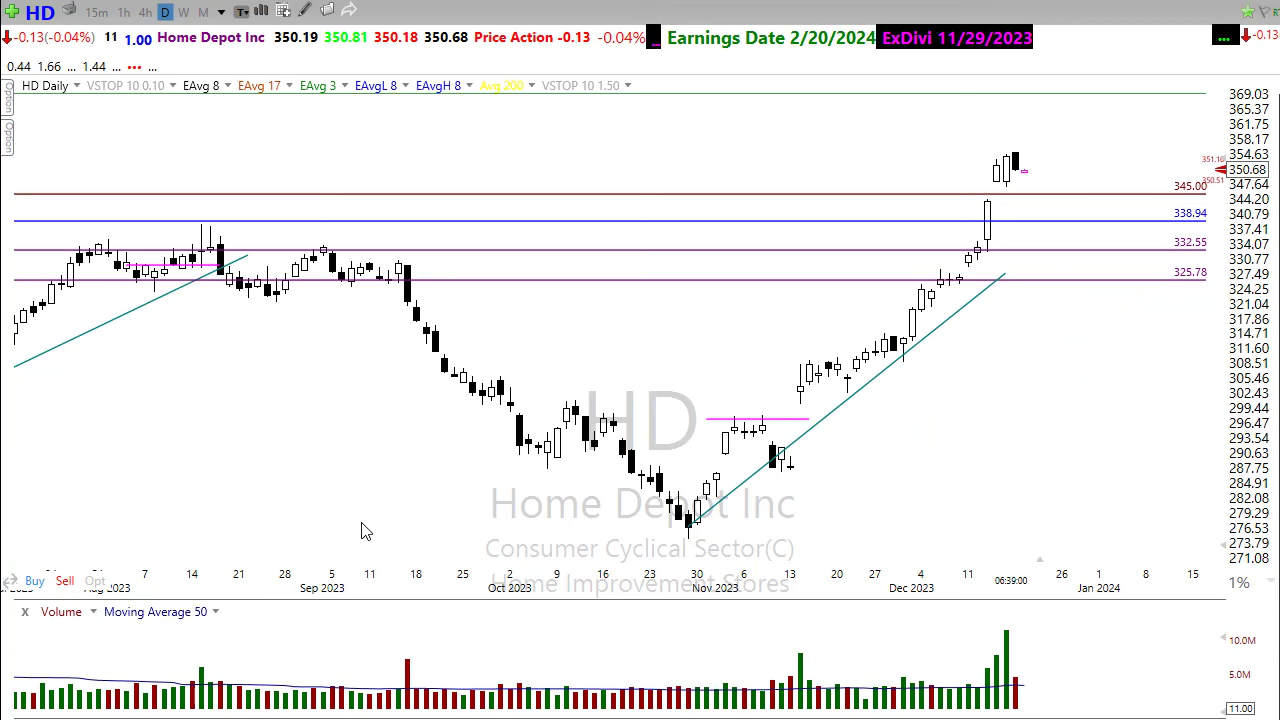 HD 15m 1h 4h D W M T
-0.13(-0.04%) 11 1.00 Home Depot Inc 350.19 350.81 350.18 350.68 Price Action -0.13 -0.04% ... Earnings Date 2/20/2024 ExDivi 11/29/2023 ... -0.13
0.44 1.66 ... 1.44 ... ••• ...
HD Daily VSTOP 10 0.10 EAvg 8 EAvg 17 EAvg 3 EAvgL 8 EAvgH 8 Avg 200 VSTOP 10 1.50
Option
Option
369.03
365.37
361.75
358.17
354.63
351.16
350.68
350.51
347.64
345.00
344.20
338.94
340.79
337.41
332.55
334.07
330.77
325.78
327.49
324.25
321.04
317.86
314.71
311.60
308.51
305.46
302.43
299.44
296.47
293.54
290.63
287.75
284.91
282.08
279.29
276.53
273.79
271.08
HD
Home Depot Inc
Consumer Cyclical Sector(C)
Home Improvement Stores
7 14 21 28 5 11 18 25 2 9 16 23 30 6 13 20 27 4 11 06:39:00 26 1 8 15
Aug 2023 Sep 2023 Oct 2023 Nov 2023 Dec 2023 Jan 2024
Buy Sell Opt 1%
x Volume Moving Average 50
10.0M
5.0M
11.00